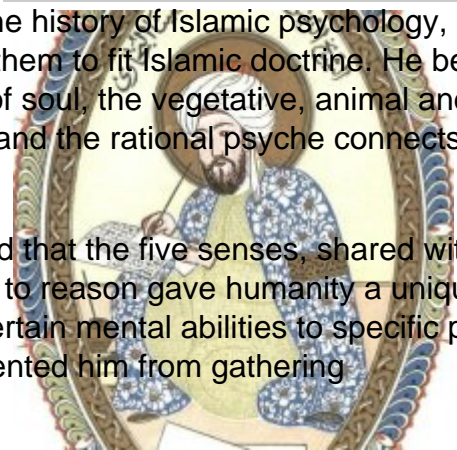 he history of Islamic psychology,
them to fit Islamic doctrine. He be
of soul, the vegetative, animal and
and the rational psyche connects
d that the five senses, shared wit
to reason gave humanity a uniqu
ertain mental abilities to specific p
ented him from gathering